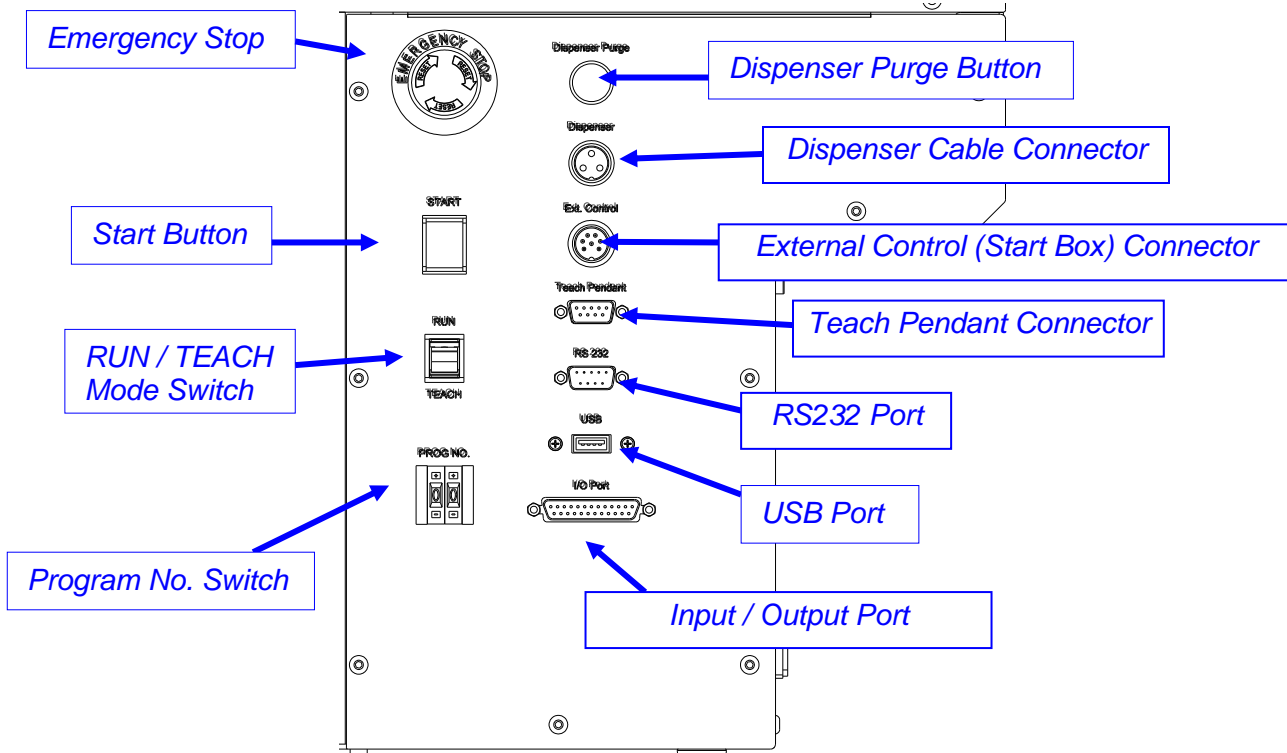 Emergency Stop
EMERGENCY STOP
RESET
RESET
RESET
Dispenser Purge
Dispenser Purge Button
Dispenser
Dispenser Cable Connector
START
Start Button
Ext. Control
External Control (Start Box) Connector
Teach Pendant
Teach Pendant Connector
RUN
RUN / TEACH
Mode Switch
TEACH
RS 232
RS232 Port
USB
USB Port
PROG NO.
0 0
Program No. Switch
I/O Port
Input / Output Port